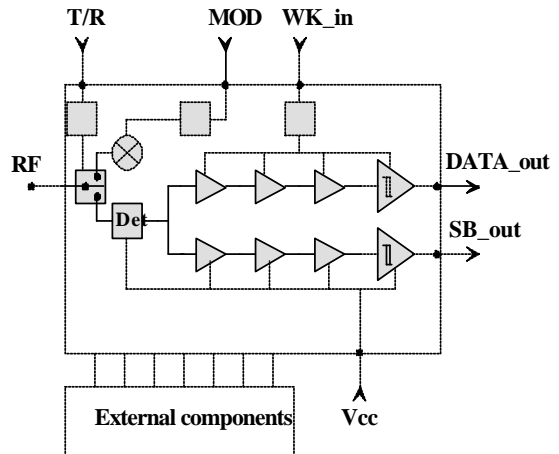 T/R
MOD
WK_in
RF
DATA_out
Det
SB_out
External components
Vcc